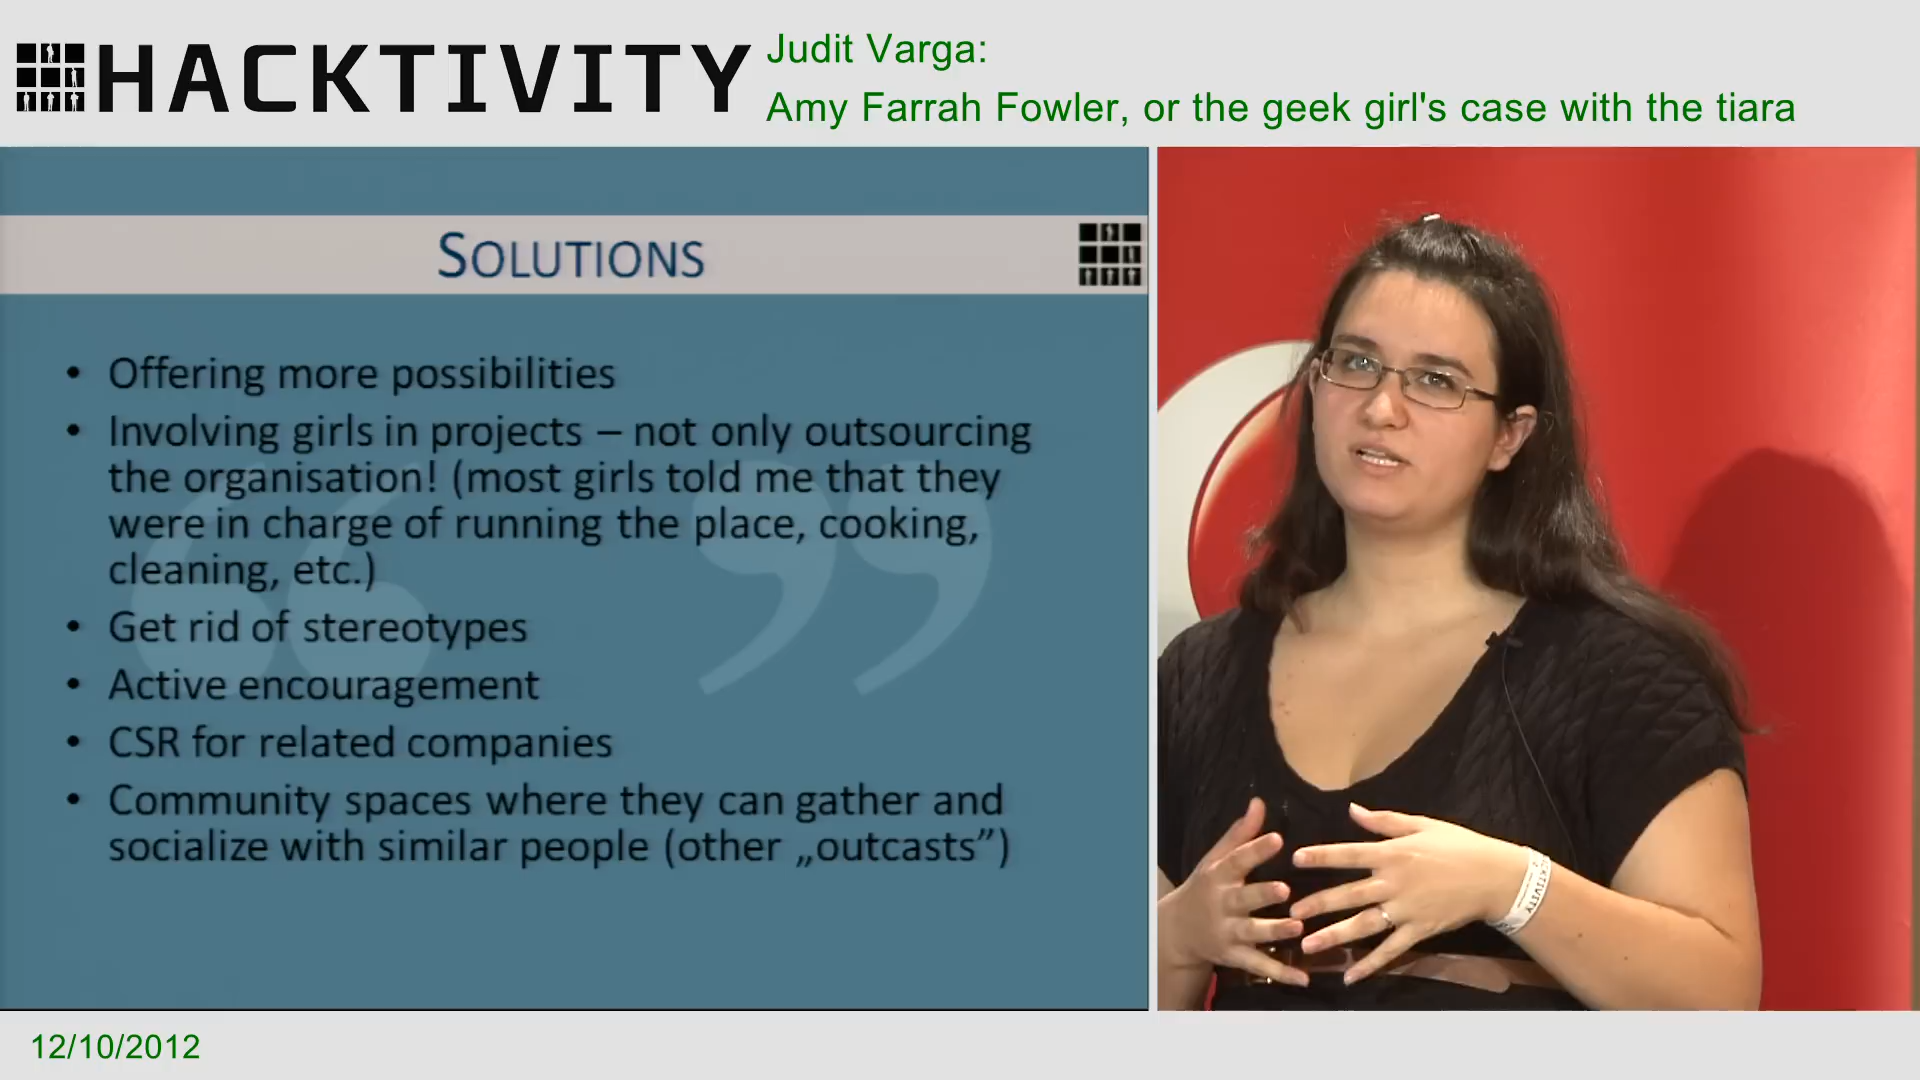 HACKTIVITY
Judit Varga:
Amy Farrah Fowler, or the geek girl's case with the tiara
SOLUTIONS
• Offering more possibilities
• Involving girls in projects – not only outsourcing
the organisation! (most girls told me that they
were in charge of running the place, cooking,
cleaning, etc.)
• Get rid of stereotypes
• Active encouragement
• CSR for related companies
• Community spaces where they can gather and
socialize with similar people (other „outcasts”)
HACKTIVITY
12/10/2012